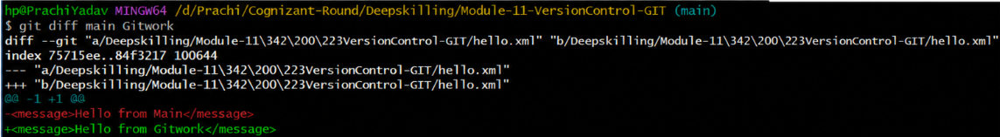 hp@PrachiYadav MINGW64 /d/Prachi/Cognizant-Round/Deepskilling/Module-11-VersionControl-GIT (main)
$ git diff main Gitwork
diff --git "a/Deepskilling/Module-11\342\200\223VersionControl-GIT/hello.xml" "b/Deepskilling/Module-11\342\200\223VersionControl-GIT/hello.xml"
index 75715ee..84f3217 100644
--- "a/Deepskilling/Module-11\342\200\223VersionControl-GIT/hello.xml"
+++ "b/Deepskilling/Module-11\342\200\223VersionControl-GIT/hello.xml"
@@ -1 +1 @@
-<message>Hello from Main</message>
+<message>Hello from Gitwork</message>